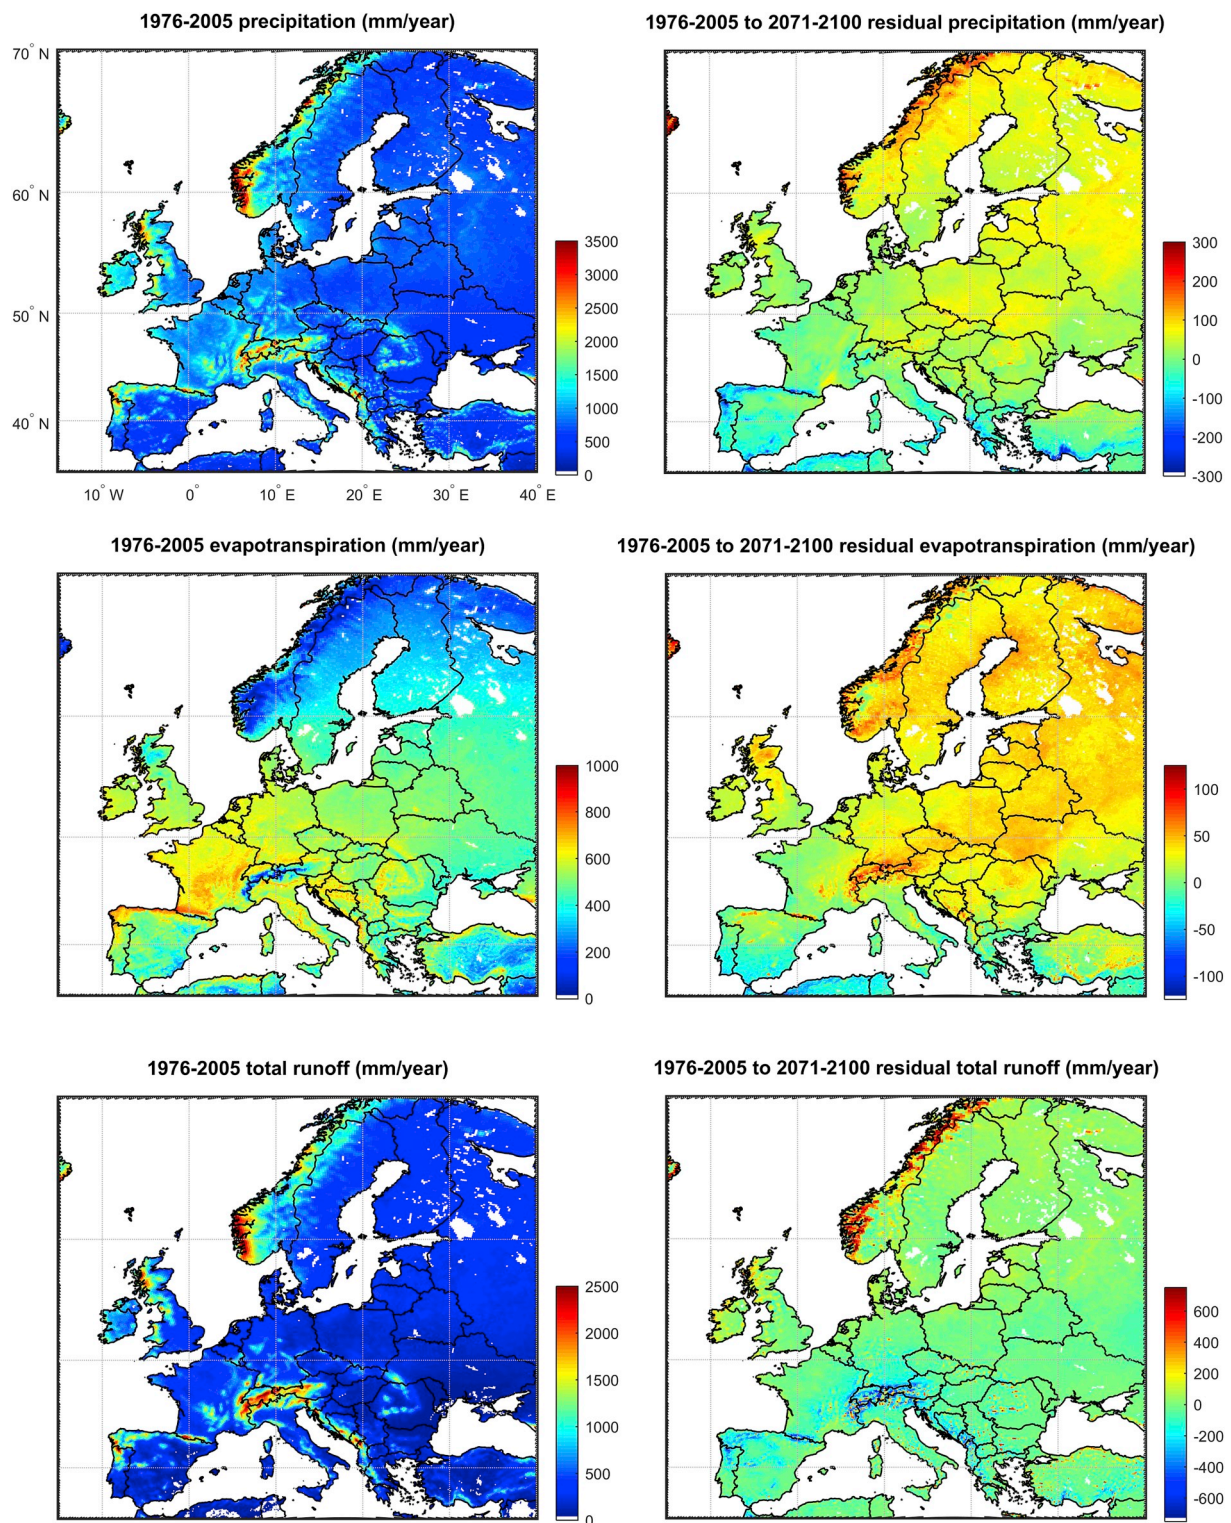 1976-2005 precipitation (mm/year)
1976-2005 to 2071-2100 residual precipitation (mm/year)
70° N
60° N
50° N
40° N
10° W
0°
10° E
20° E
30° E
40° E
3500
3000
2500
2000
1500
1000
500
0
300
200
100
0
-100
-200
-300
1976-2005 evapotranspiration (mm/year)
1976-2005 to 2071-2100 residual evapotranspiration (mm/year)
1000
800
600
400
200
0
100
50
0
-50
-100
1976-2005 total runoff (mm/year)
1976-2005 to 2071-2100 residual total runoff (mm/year)
2500
2000
1500
1000
500
0
600
400
200
0
-200
-400
-600